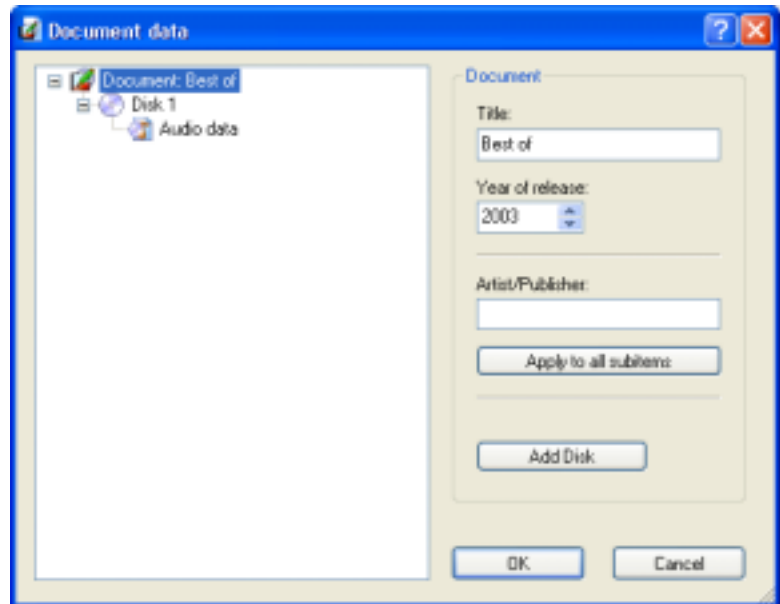 Document data
Document: Best of
Disk 1
Audio data
Document
Title:
Best of
Year of release:
2003
Artist/Publisher:
Apply to all subitems
Add Disk
OK
Cancel